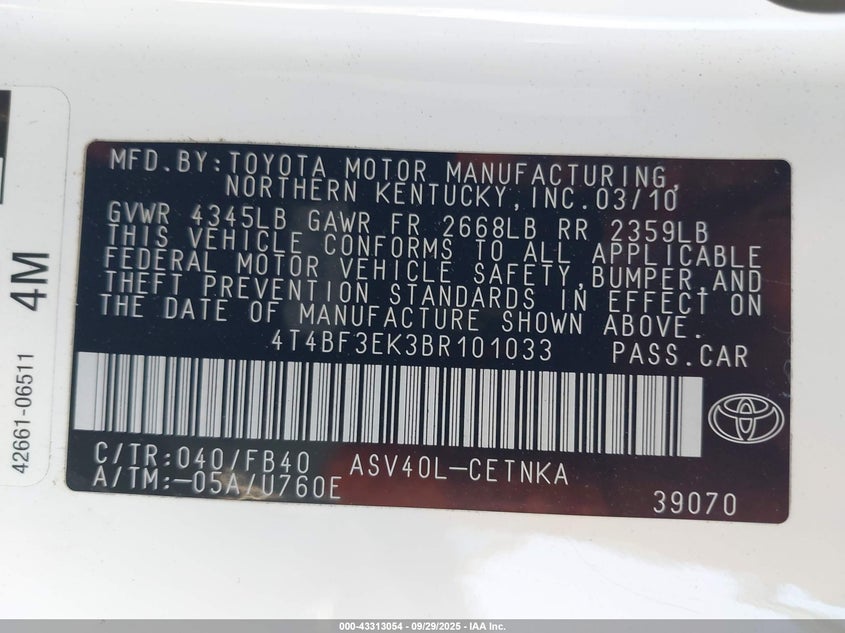 MFD.BY:TOYOTA MOTOR MANUFACTURING,
NORTHERN KENTUCKY,INC.03/10
GVWR 4345LB GAWR FR 2668LB RR 2359LB
THIS VEHICLE CONFORMS TO ALL APPLICABLE
FEDERAL MOTOR VEHICLE SAFETY,BUMPER,AND
THEFT PREVENTION STANDARDS IN EFFECT ON
THE DATE OF MANUFACTURE SHOWN ABOVE.
4T4BF3EK3BR101033 PASS.CAR
C/TR:040/FB40 ASV40L-CETNKA
A/TM:-05A/U760E
39070
42661-06511 4M
000-43313054 - 09/29/2025 - IAA Inc.